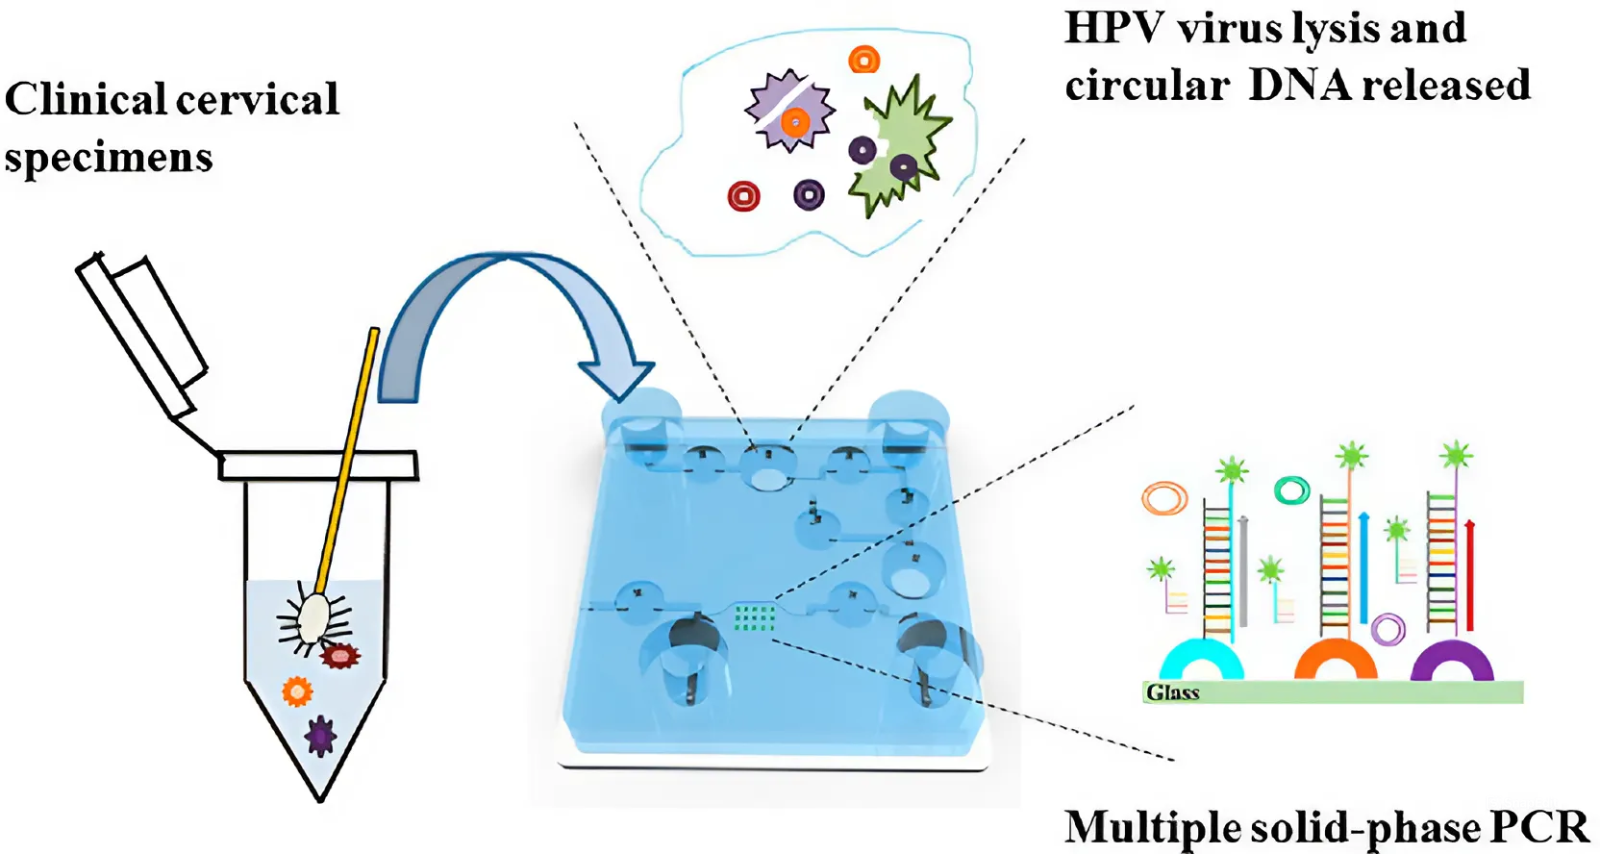 Clinical cervical
specimens
HPV virus lysis and
circular DNA released
Glass
Multiple solid-phase PCR